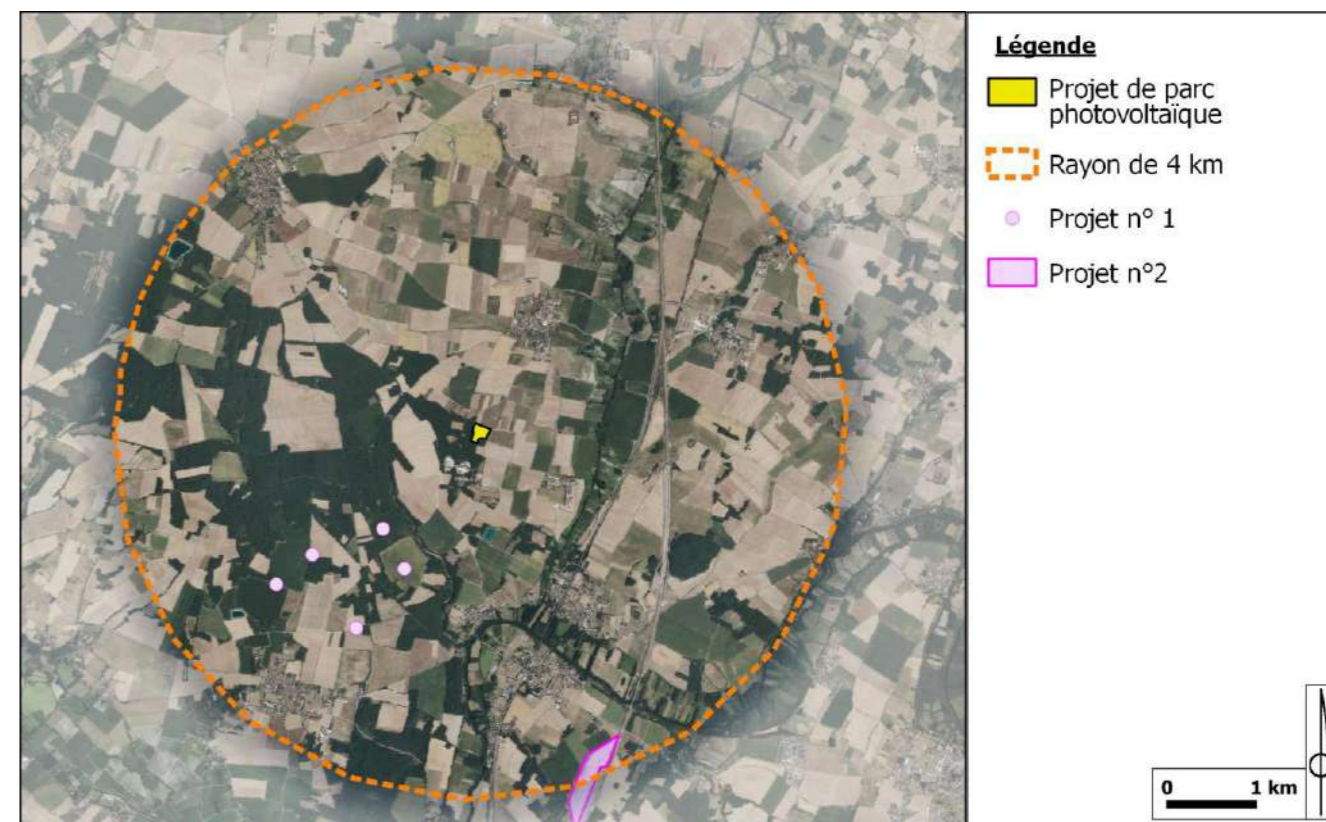 Légende
Projet de parc
photovoltaïque
Rayon de 4 km
Projet n° 1
Projet n°2
0 1 km